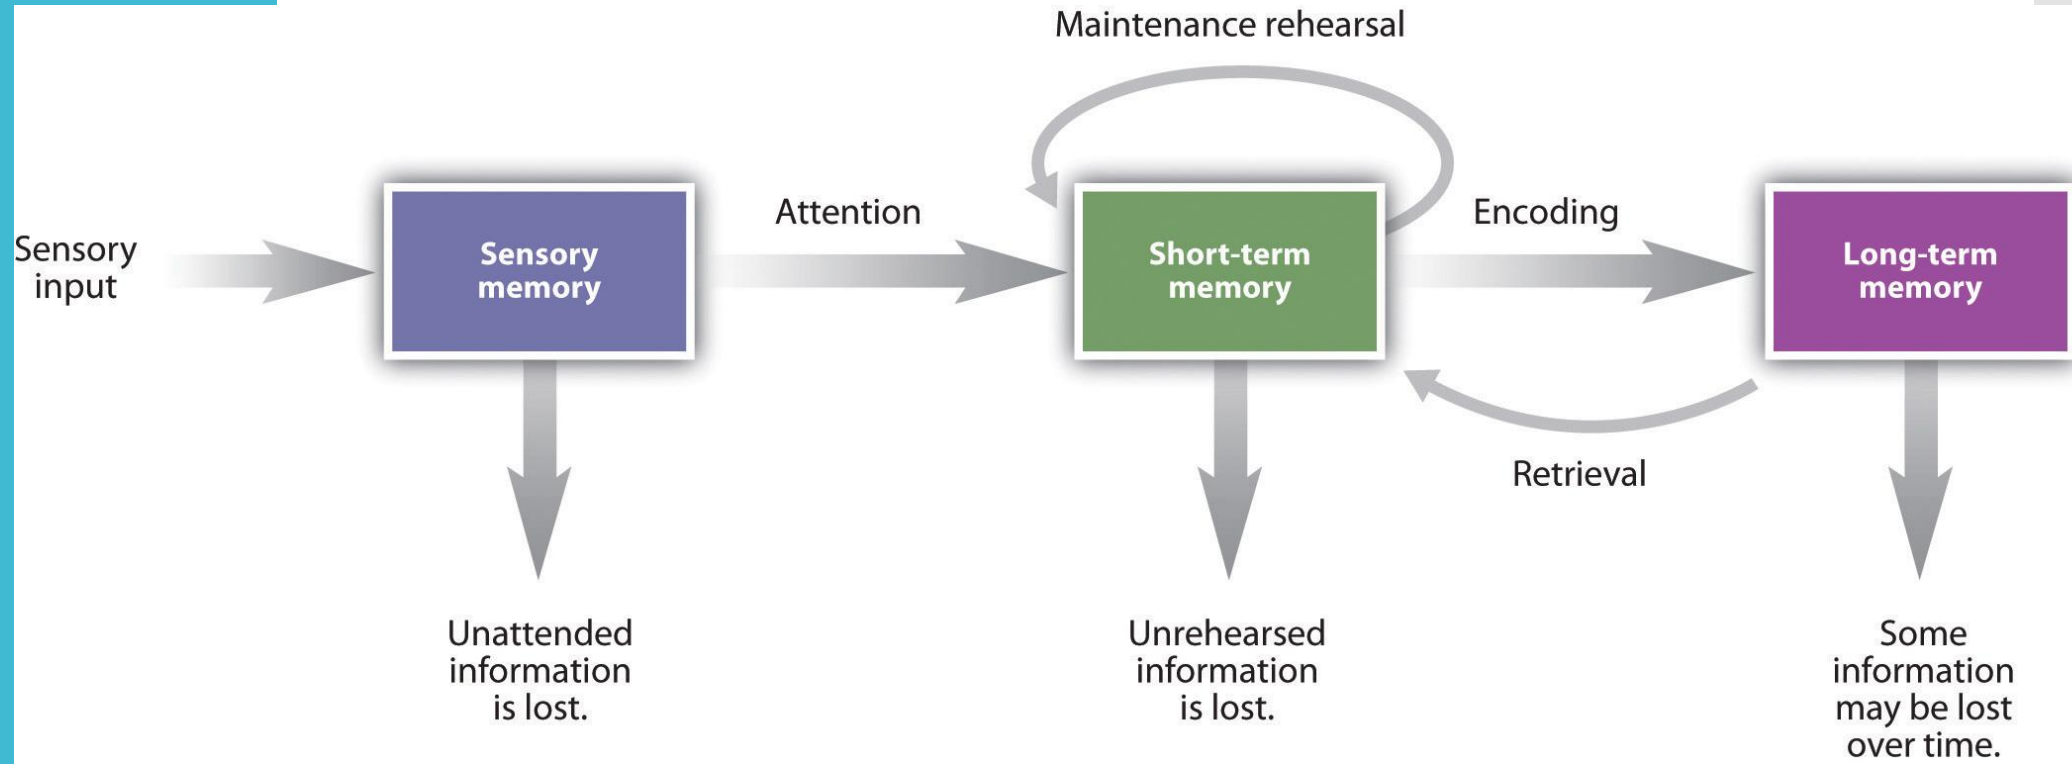 Maintenance rehearsal
Sensory
input
Sensory
memory
Attention
Short-term
memory
Encoding
Long-term
memory
Retrieval
Unattended
information
is lost.
Unrehearsed
information
is lost.
Some
information
may be lost
over time.